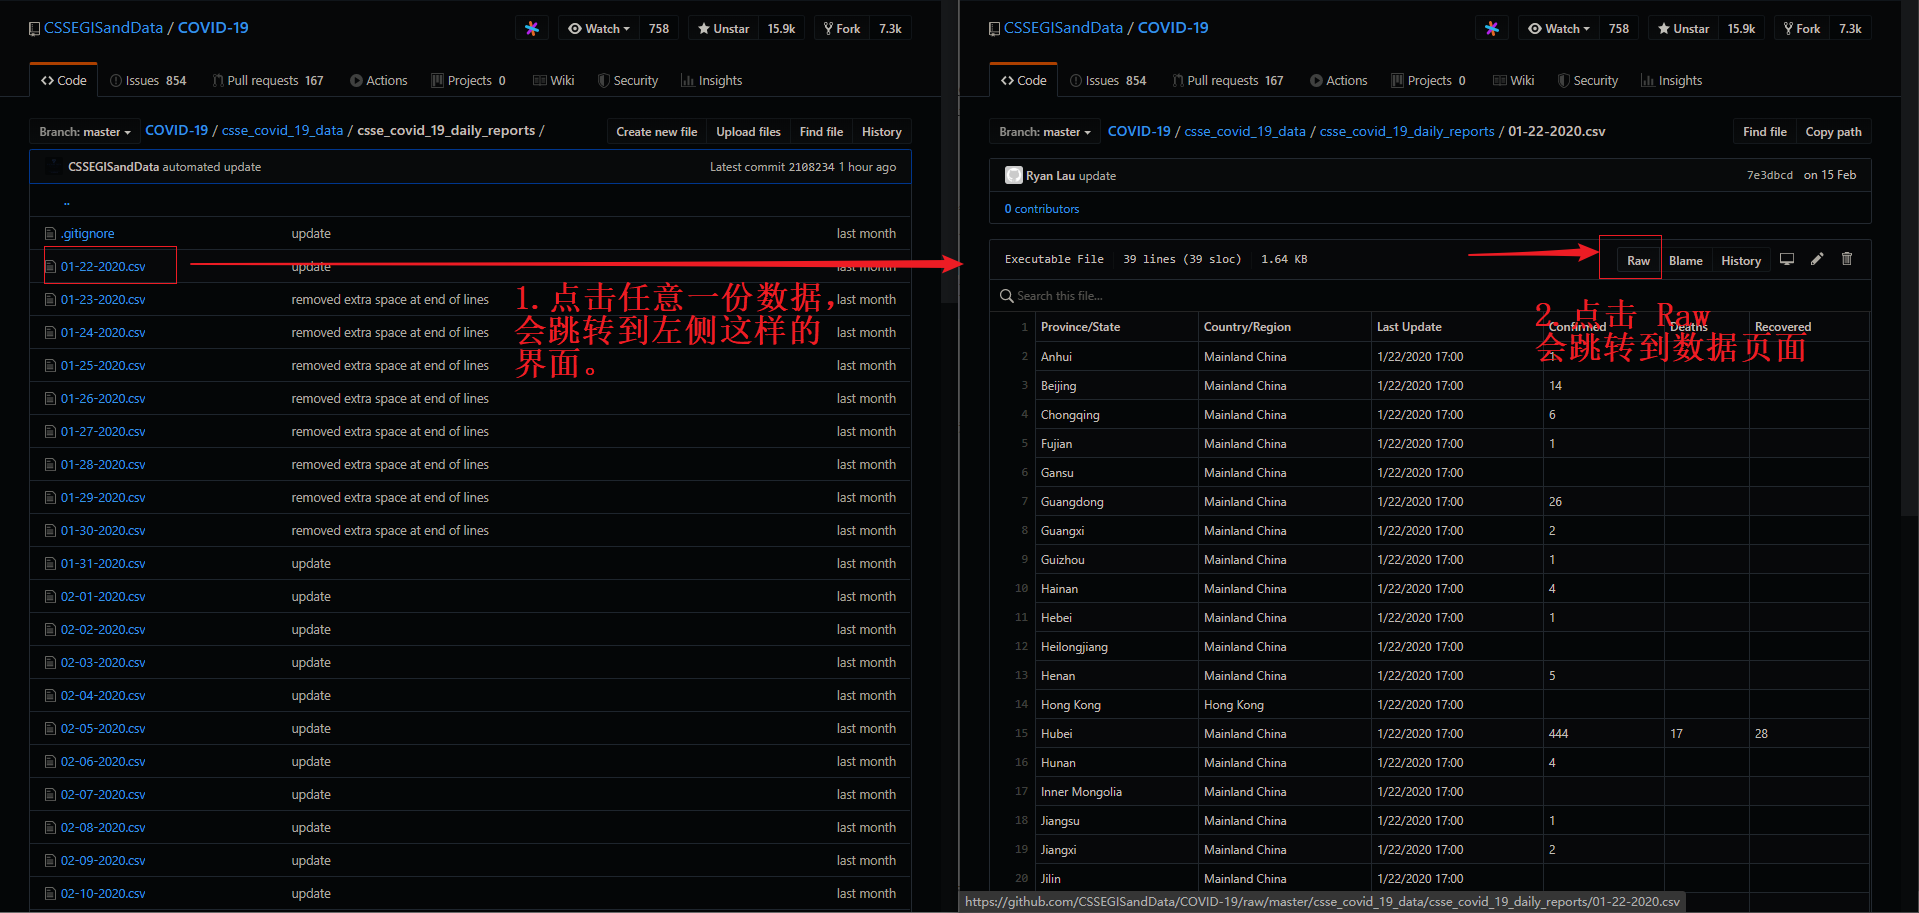 CSSEGISandData / COVID-19
Watch 758 Unstar 15.9k Fork 7.3k
Code Issues 854 Pull requests 167 Actions Projects 0 Wiki Security Insights
Branch: master COVID-19 / csse_covid_19_data / csse_covid_19_daily_reports / Create new file Upload files Find file History
CSSEGISandData automated update Latest commit 2108234 1 hour ago
..
.gitignore update last month
01-22-2020.csv update last month
01-23-2020.csv removed extra space at end of lines last month
01-24-2020.csv removed extra space at end of lines last month
01-25-2020.csv removed extra space at end of lines last month
01-26-2020.csv removed extra space at end of lines last month
01-27-2020.csv removed extra space at end of lines last month
01-28-2020.csv removed extra space at end of lines last month
01-29-2020.csv removed extra space at end of lines last month
01-30-2020.csv removed extra space at end of lines last month
01-31-2020.csv update last month
02-01-2020.csv update last month
02-02-2020.csv update last month
02-03-2020.csv update last month
02-04-2020.csv update last month
02-05-2020.csv update last month
02-06-2020.csv update last month
02-07-2020.csv update last month
02-08-2020.csv update last month
02-09-2020.csv update last month
02-10-2020.csv update last month
1.点击任意一份数据，
会跳转到左侧这样的
界面。
CSSEGISandData / COVID-19
Watch 758 Unstar 15.9k Fork 7.3k
Code Issues 854 Pull requests 167 Actions Projects 0 Wiki Security Insights
Branch: master COVID-19 / csse_covid_19_data / csse_covid_19_daily_reports / 01-22-2020.csv Find file Copy path
Ryan Lau update 7e3dbcd on 15 Feb
0 contributors
Executable File 39 lines (39 sloc) 1.64 KB Raw Blame History
Search this file...
2.点击 Raw
会跳转到数据页面
1 Province/State Country/Region Last Update Confirmed Deaths Recovered
2 Anhui Mainland China 1/22/2020 17:00 1
3 Beijing Mainland China 1/22/2020 17:00 14
4 Chongqing Mainland China 1/22/2020 17:00 6
5 Fujian Mainland China 1/22/2020 17:00 1
6 Gansu Mainland China 1/22/2020 17:00
7 Guangdong Mainland China 1/22/2020 17:00 26
8 Guangxi Mainland China 1/22/2020 17:00 2
9 Guizhou Mainland China 1/22/2020 17:00 1
10 Hainan Mainland China 1/22/2020 17:00 4
11 Hebei Mainland China 1/22/2020 17:00 1
12 Heilongjiang Mainland China 1/22/2020 17:00
13 Henan Mainland China 1/22/2020 17:00 5
14 Hong Kong Hong Kong 1/22/2020 17:00
15 Hubei Mainland China 1/22/2020 17:00 444 17 28
16 Hunan Mainland China 1/22/2020 17:00 4
17 Inner Mongolia Mainland China 1/22/2020 17:00
18 Jiangsu Mainland China 1/22/2020 17:00 1
19 Jiangxi Mainland China 1/22/2020 17:00 2
20 Jilin Mainland China 1/22/2020 17:00
https://github.com/CSSEGISandData/COVID-19/raw/master/csse_covid_19_data/csse_covid_19_daily_reports/01-22-2020.csv